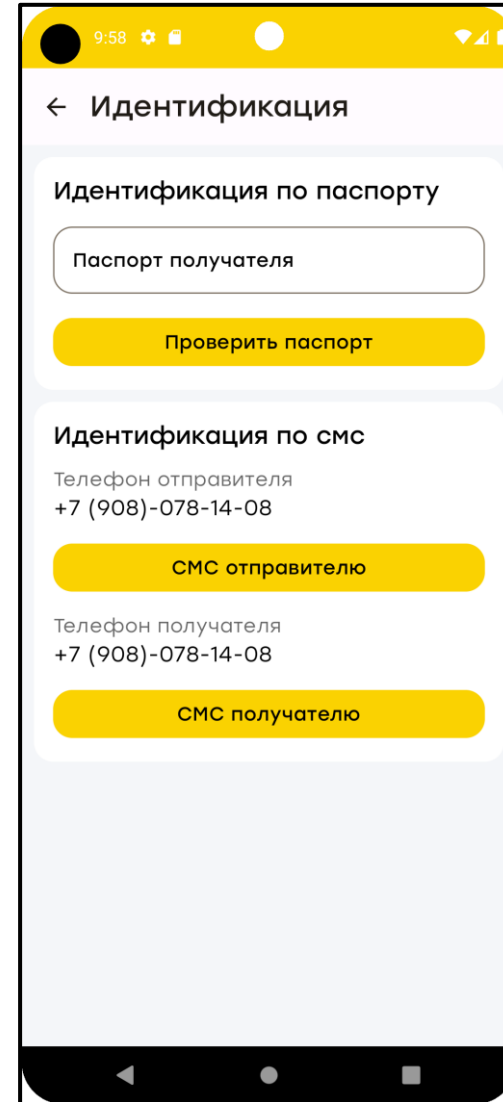 9:58
Идентификация
Идентификация по паспорту
Паспорт получателя
Проверить паспорт
Идентификация по смс
Телефон отправителя
+7 (908)-078-14-08
СМС отправителю
Телефон получателя
+7 (908)-078-14-08
СМС получателю